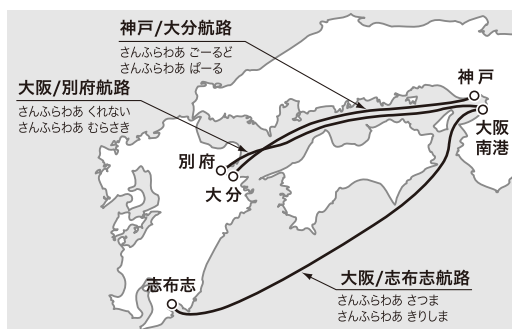 神戸/大分航路
さんふらわあ ごーるど
さんふらわあ ぱーる
大阪/別府航路
さんふらわあ くれない
さんふらわあ むらさき
神戸
大阪
南港
別府
大分
志布志
大阪/志布志航路
さんふらわあ さつま
さんふらわあ きりしま